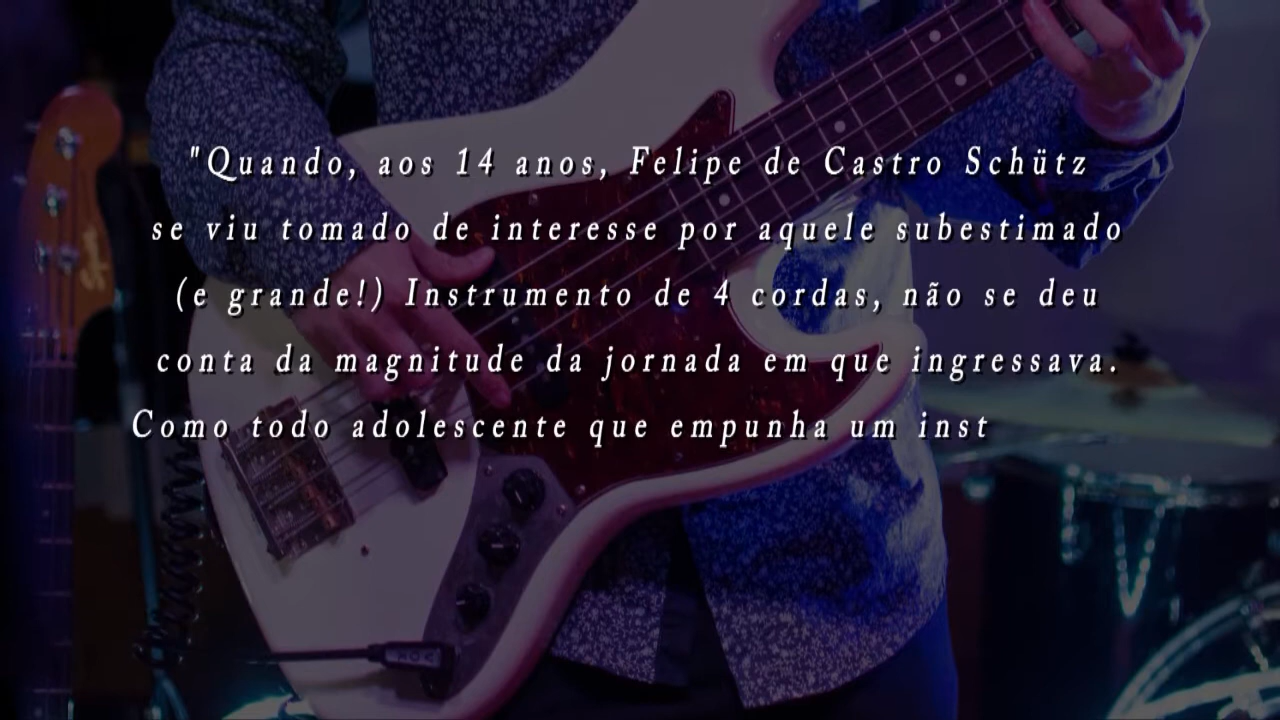 "Quando, aos 14 anos, Felipe de Castro Schütz
se viu tomado de interesse por aquele subestimado
(e grande!) Instrumento de 4 cordas, não se deu
conta da magnitude da jornada em que ingressava.
Como todo adolescente que empunha um inst